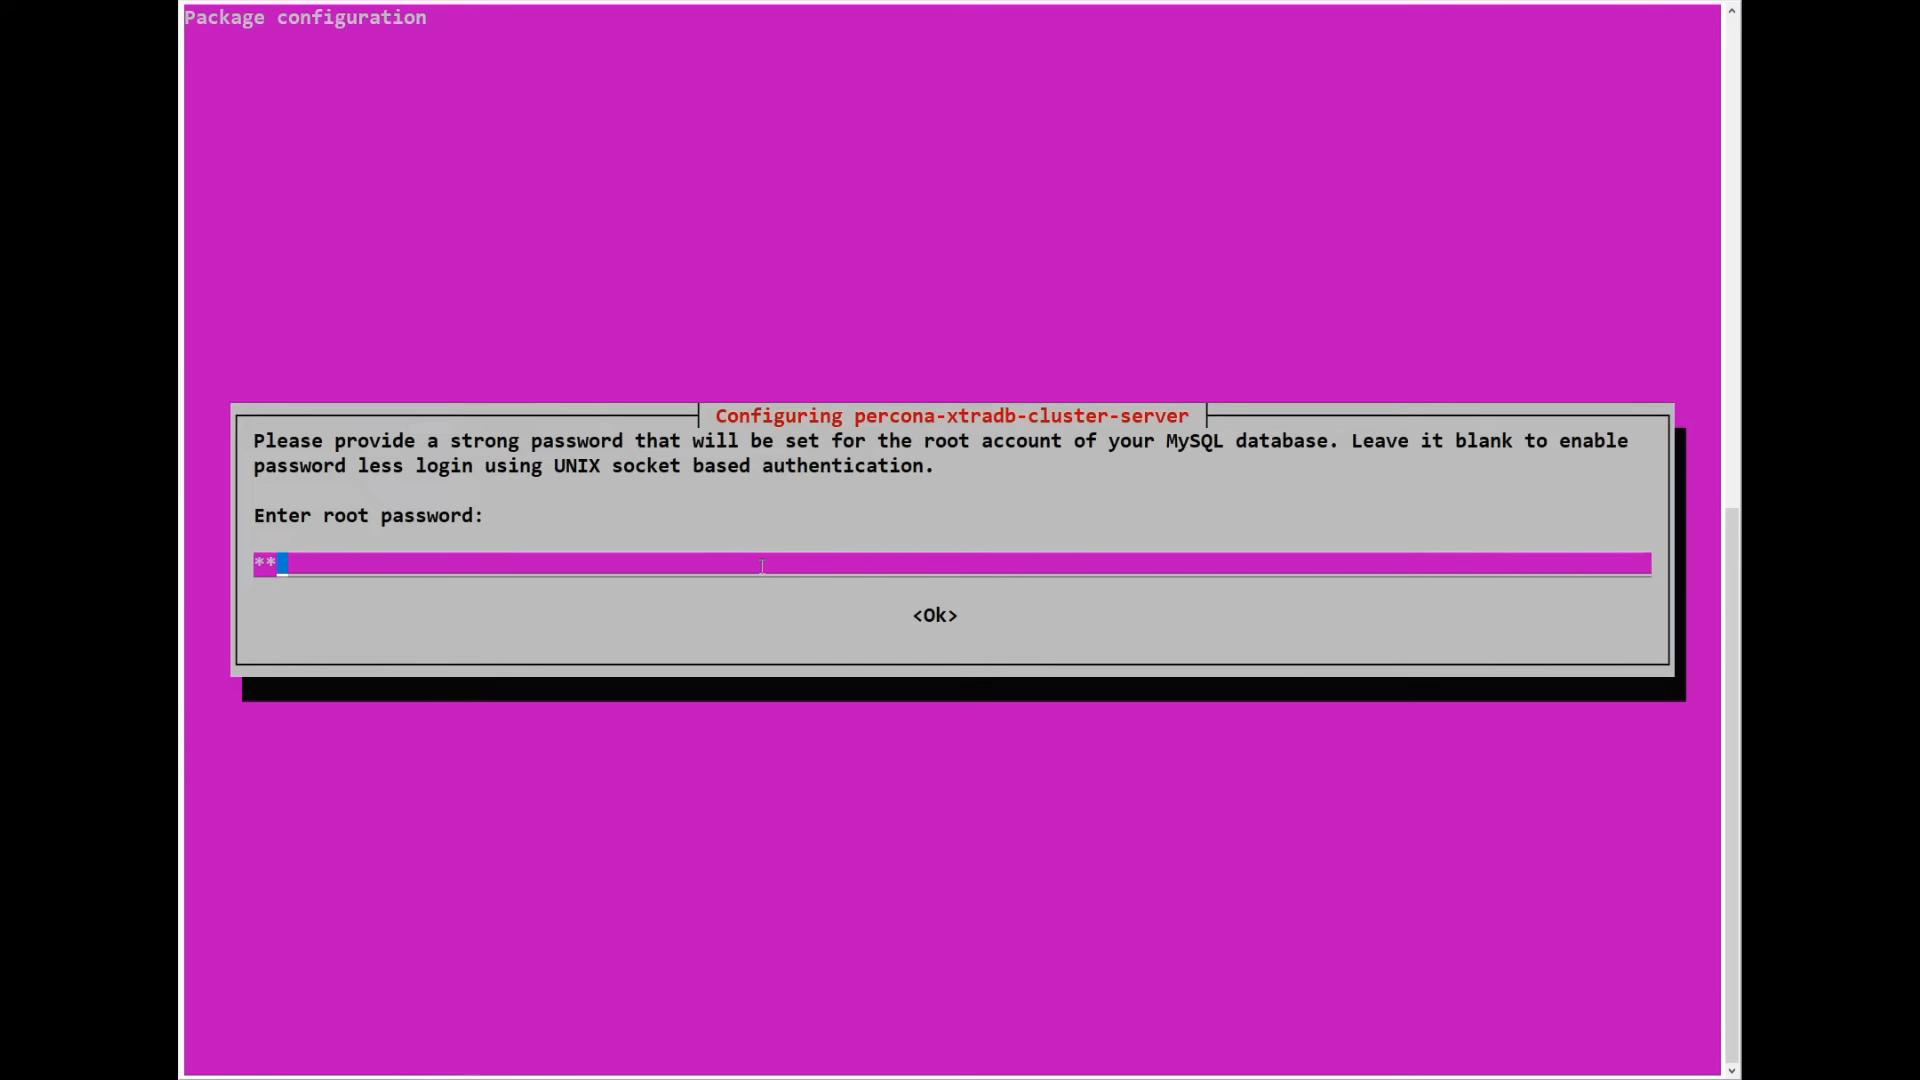 Package configuration
Configuring percona-xtradb-cluster-server
Please provide a strong password that will be set for the root account of your MySQL database. Leave it blank to enable
password less login using UNIX socket based authentication.
Enter root password:
**
<Ok>